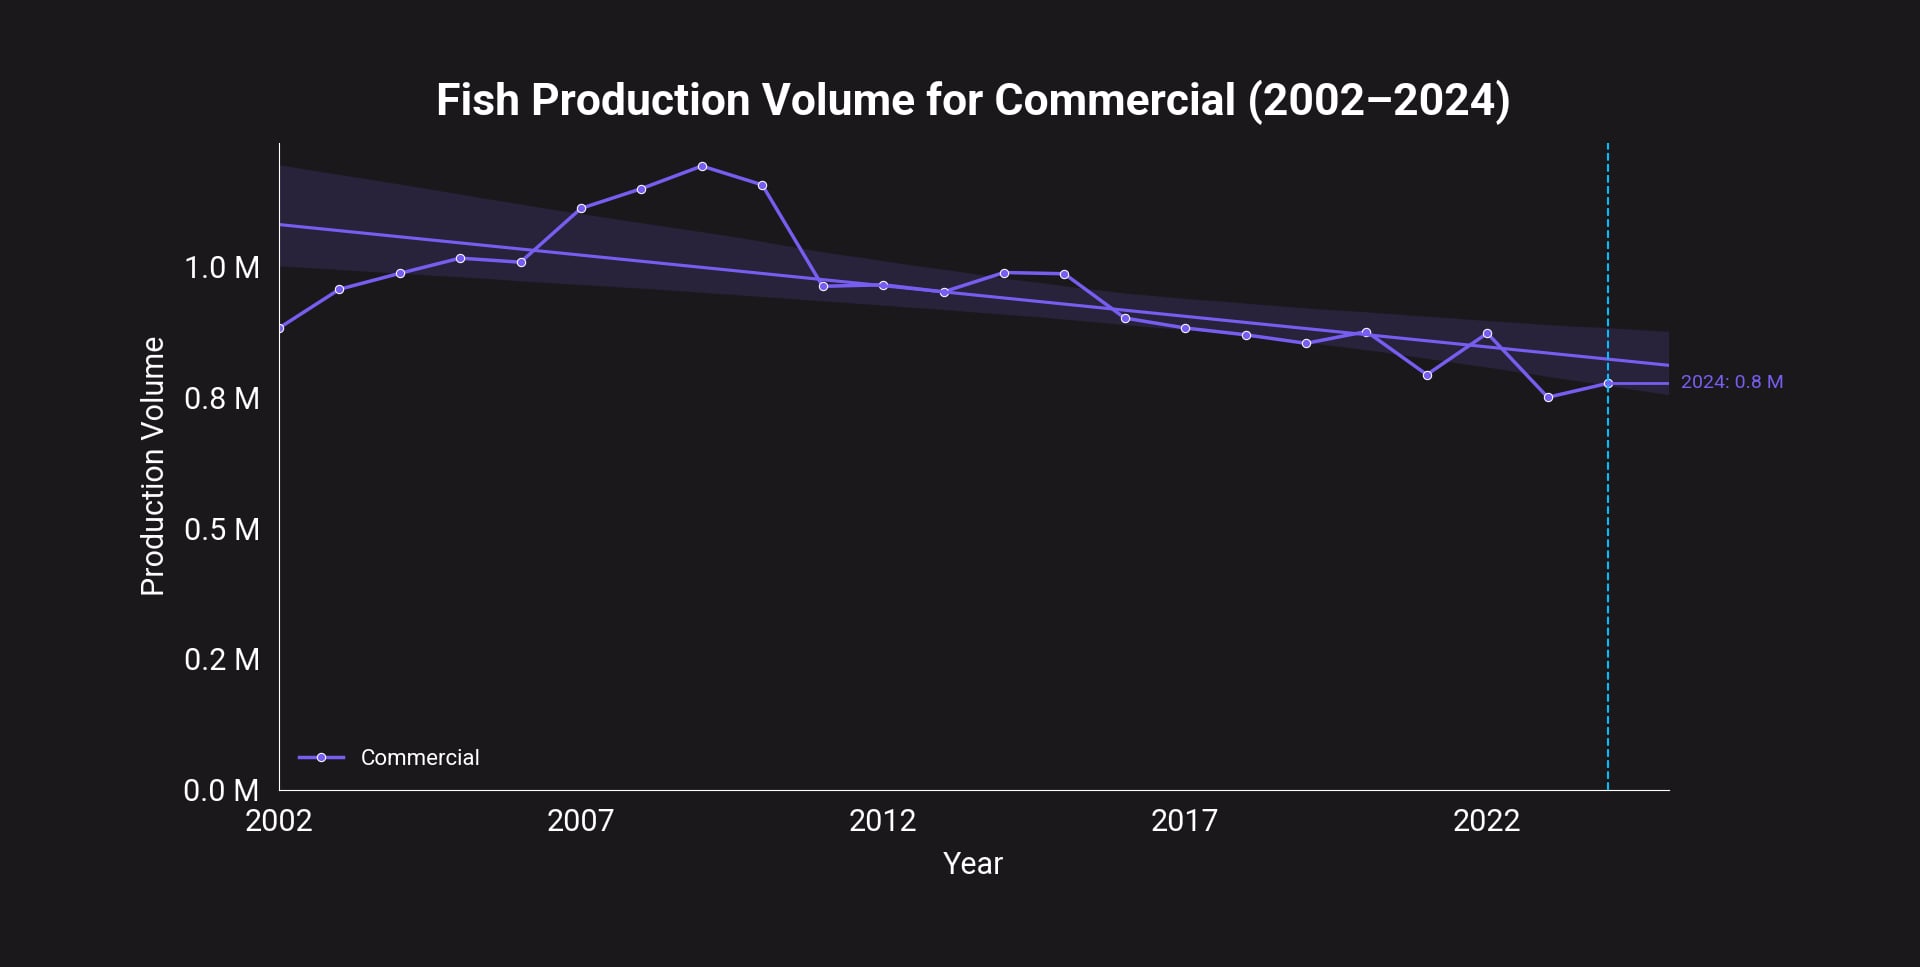 Fish Production Volume for Commercial (2002–2024)
Production Volume
1.0 M
0.8 M
0.5 M
0.2 M
0.0 M
2024: 0.8 M
Commercial
2002 2007 2012 2017 2022
Year